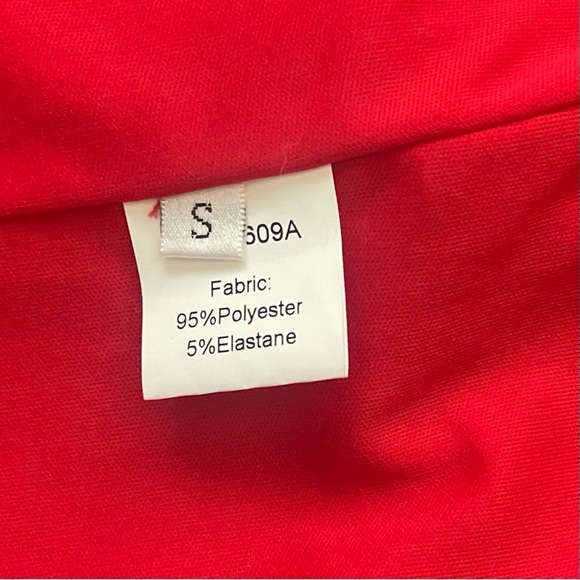 S
609A
Fabric:
95%Polyester
5%Elastane